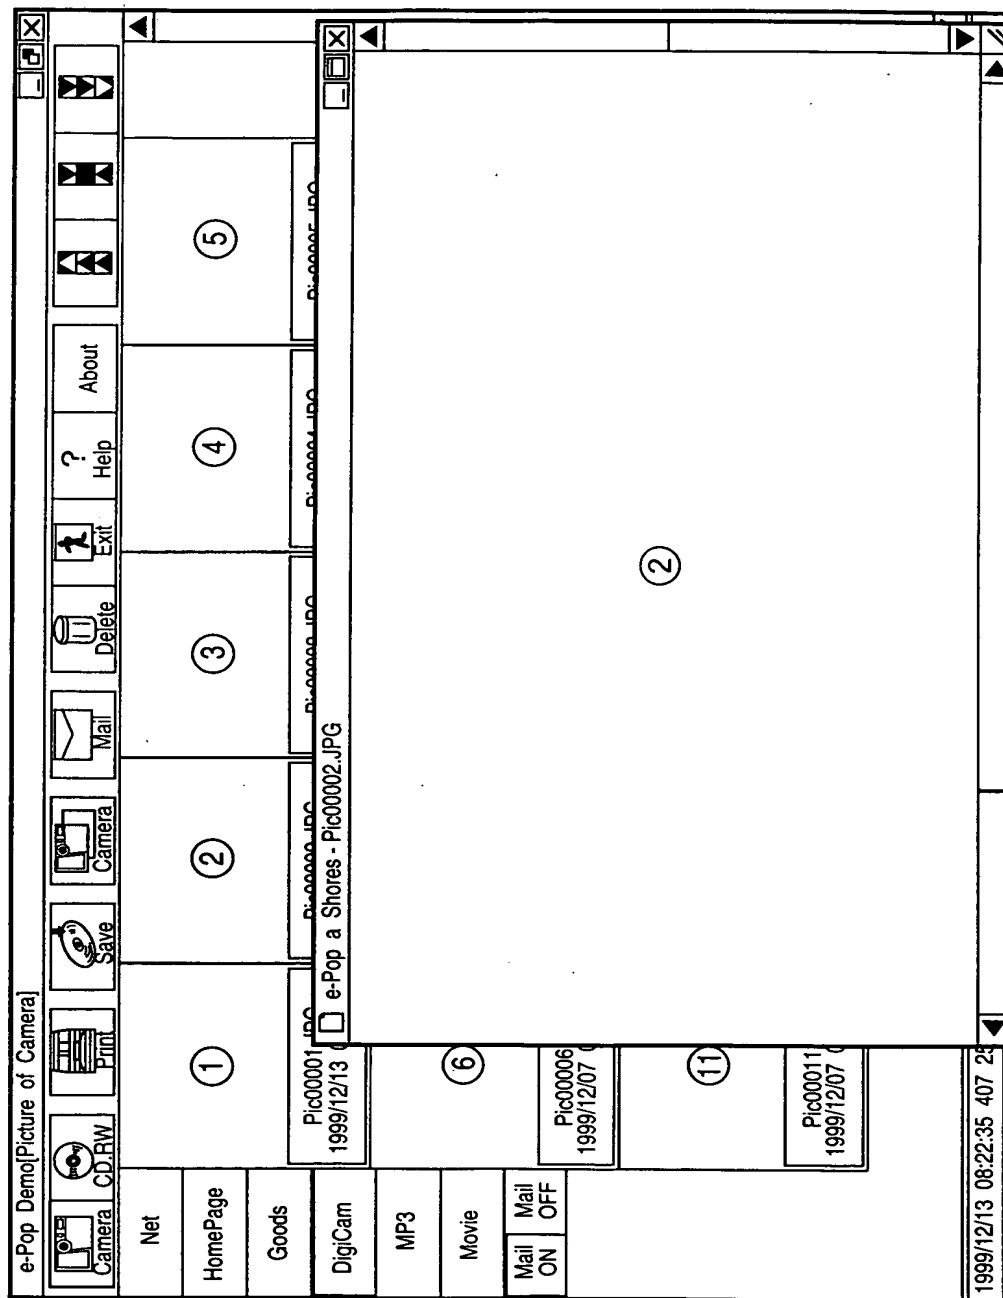 e-Pop Demo[Picture of Camera]
Camera
CD.RW
Print
Save
Camera
Mail
Delete
Exit
?
Help
About
Net
HomePage
Goods
DigiCam
MP3
Movie
Mail
ON
Mail
OFF
①
②
③
④
⑤
Pic00001
1999/12/13
⑥
Pic00006
1999/12/07
⑪
Pic00011
1999/12/07
e-Pop a Shores - Pic00002.JPG
②
1999/12/13 08:22:35 407